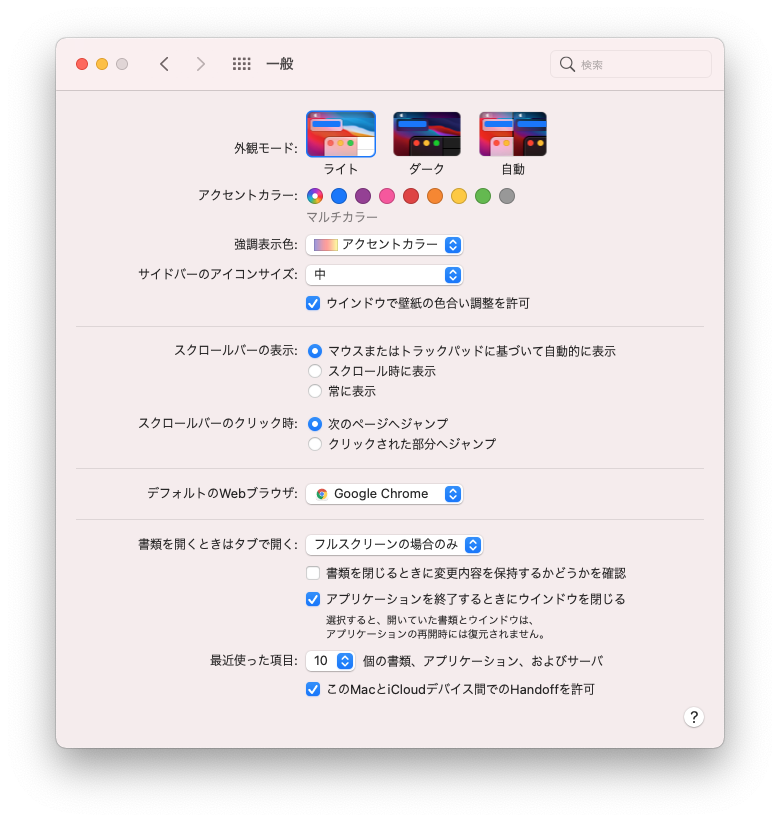 一般
検索
外観モード:
ライト ダーク 自動
アクセントカラー:
マルチカラー
強調表示色: アクセントカラー
サイドバーのアイコンサイズ: 中
ウインドウで壁紙の色合い調整を許可
スクロールバーの表示: マウスまたはトラックパッドに基づいて自動的に表示
スクロール時に表示
常に表示
スクロールバーのクリック時: 次のページへジャンプ
クリックされた部分へジャンプ
デフォルトのWebブラウザ: Google Chrome
書類を開くときはタブで開く: フルスクリーンの場合のみ
書類を閉じるときに変更内容を保持するかどうかを確認
アプリケーションを終了するときにウインドウを閉じる
選択すると、開いていた書類とウインドウは、
アプリケーションの再開時には復元されません。
最近使った項目: 10 個の書類、アプリケーション、およびサーバ
このMacとiCloudデバイス間でのHandoffを許可
?